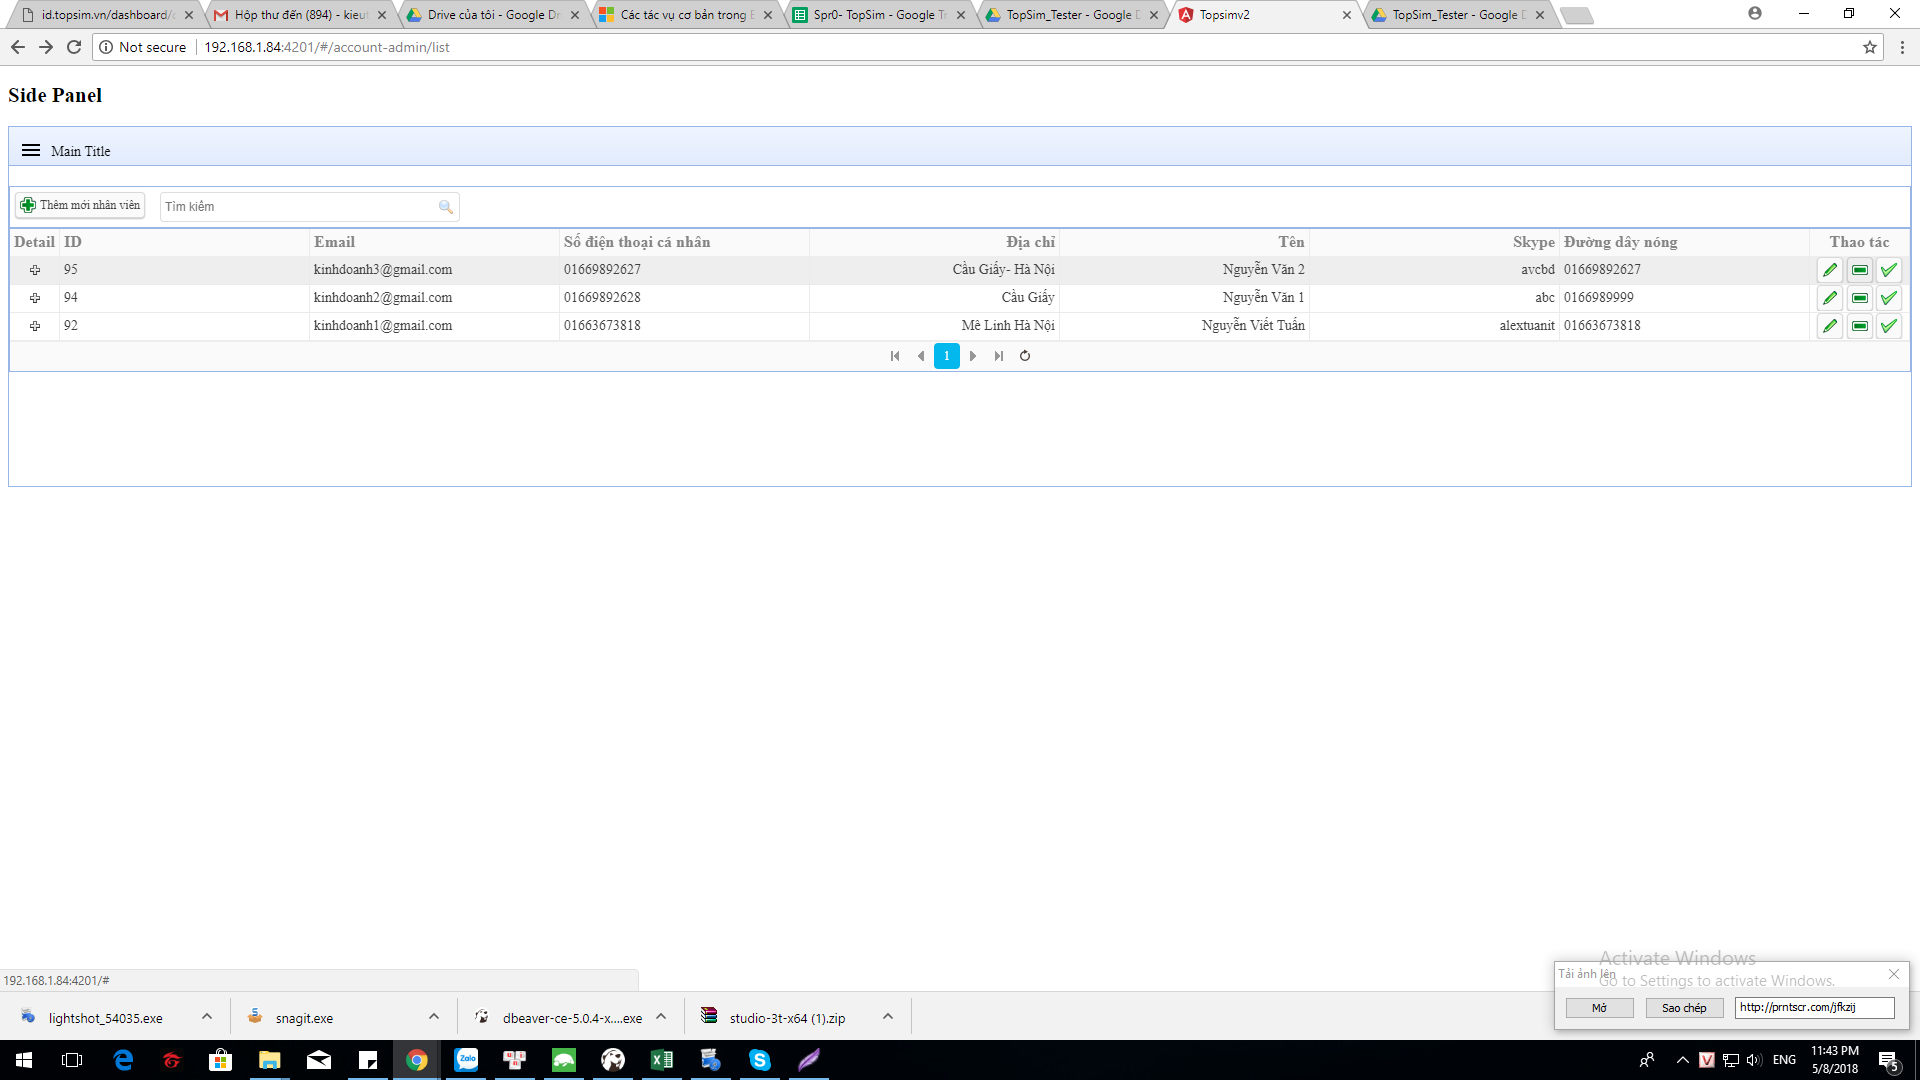 id.topsim.vn/dashboard/
Hộp thư đến (894) - kieut
Drive của tôi - Google Dr
Các tác vụ cơ bản trong E
Spr0- TopSim - Google Tr
TopSim_Tester - Google D
Topsimv2
TopSim_Tester - Google D
Not secure
192.168.1.84:4201/#/account-admin/list
Side Panel
Main Title
Thêm mới nhân viên
Tìm kiếm
Detail ID Email Số điện thoại cá nhân Địa chỉ Tên Skype Đường dây nóng Thao tác
95 kinhdoanh3@gmail.com 01669892627 Cầu Giấy- Hà Nội Nguyễn Văn 2 avcbd 01669892627
94 kinhdoanh2@gmail.com 01669892628 Cầu Giấy Nguyễn Văn 1 abc 0166989999
92 kinhdoanh1@gmail.com 01663673818 Mê Linh Hà Nội Nguyễn Viết Tuấn alextuanit 01663673818
1
Activate Windows
Go to Settings to activate Windows.
Tải ảnh lên
Mở
Sao chép
http://prntscr.com/jfkzij
192.168.1.84:4201/#
lightshot_54035.exe
snagit.exe
dbeaver-ce-5.0.4-x....exe
studio-3t-x64 (1).zip
Zalo
ENG
11:43 PM
5/8/2018
5